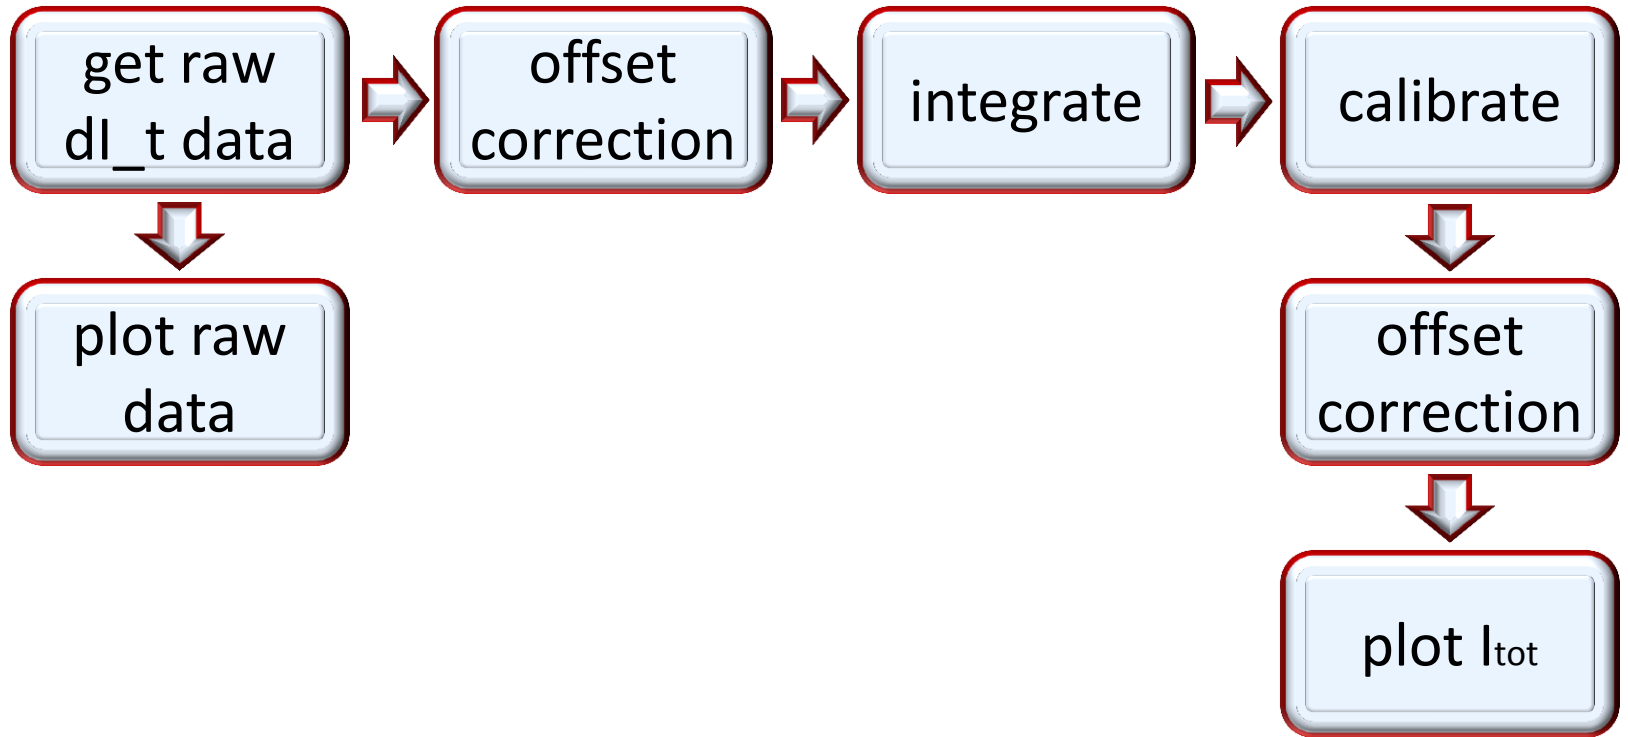 get raw
dI_t data
offset
correction
integrate
calibrate
plot raw
data
offset
correction
plot Itot